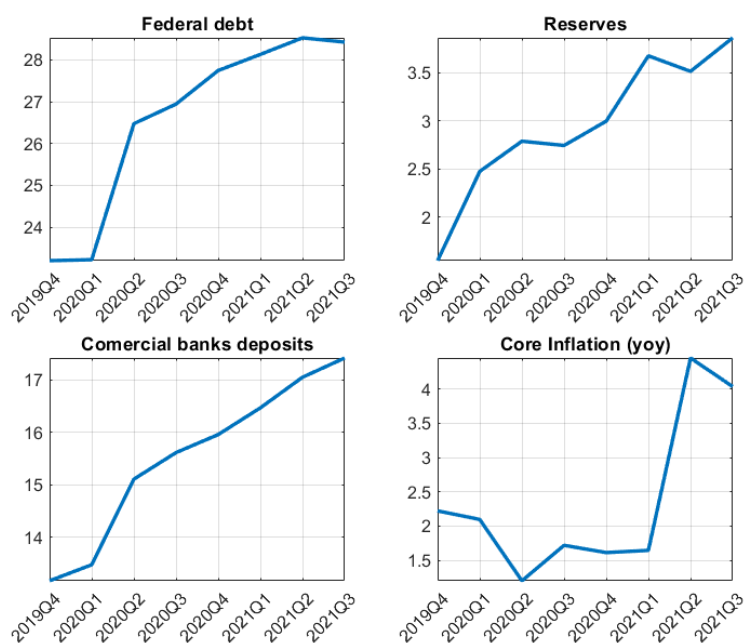 Federal debt
28
27
26
25
24
2019Q4
2020Q1
2020Q2
2020Q3
2020Q4
2021Q1
2021Q2
2021Q3
Reserves
3.5
3
2.5
2
2019Q4
2020Q1
2020Q2
2020Q3
2020Q4
2021Q1
2021Q2
2021Q3
Comercial banks deposits
17
16
15
14
2019Q4
2020Q1
2020Q2
2020Q3
2020Q4
2021Q1
2021Q2
2021Q3
Core Inflation (yoy)
4
3.5
3
2.5
2
1.5
2019Q4
2020Q1
2020Q2
2020Q3
2020Q4
2021Q1
2021Q2
2021Q3